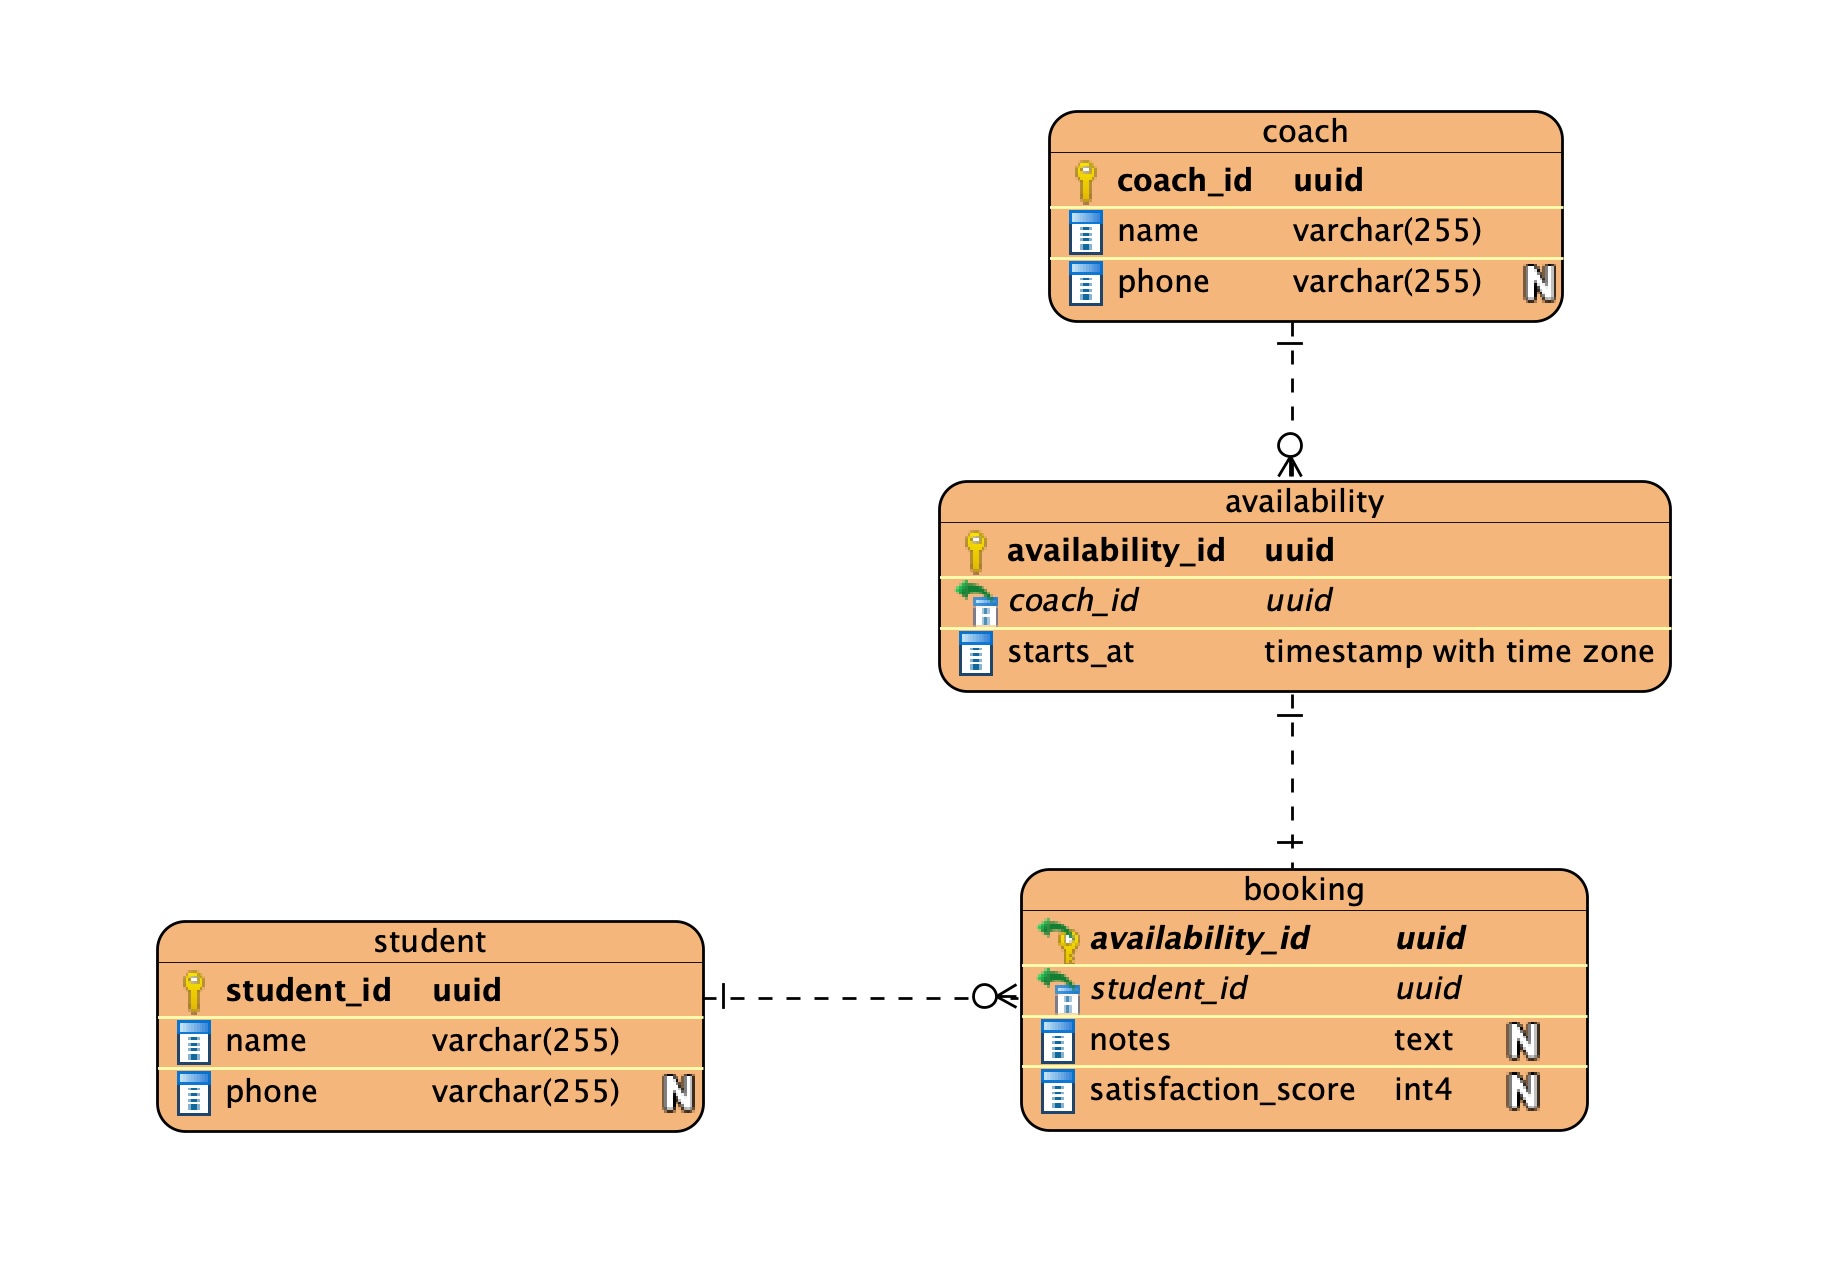 coach
coach_id uuid
name varchar(255)
phone varchar(255) N
availability
availability_id uuid
coach_id uuid
starts_at timestamp with time zone
booking
availability_id uuid
student_id uuid
notes text N
satisfaction_score int4 N
student
student_id uuid
name varchar(255)
phone varchar(255) N